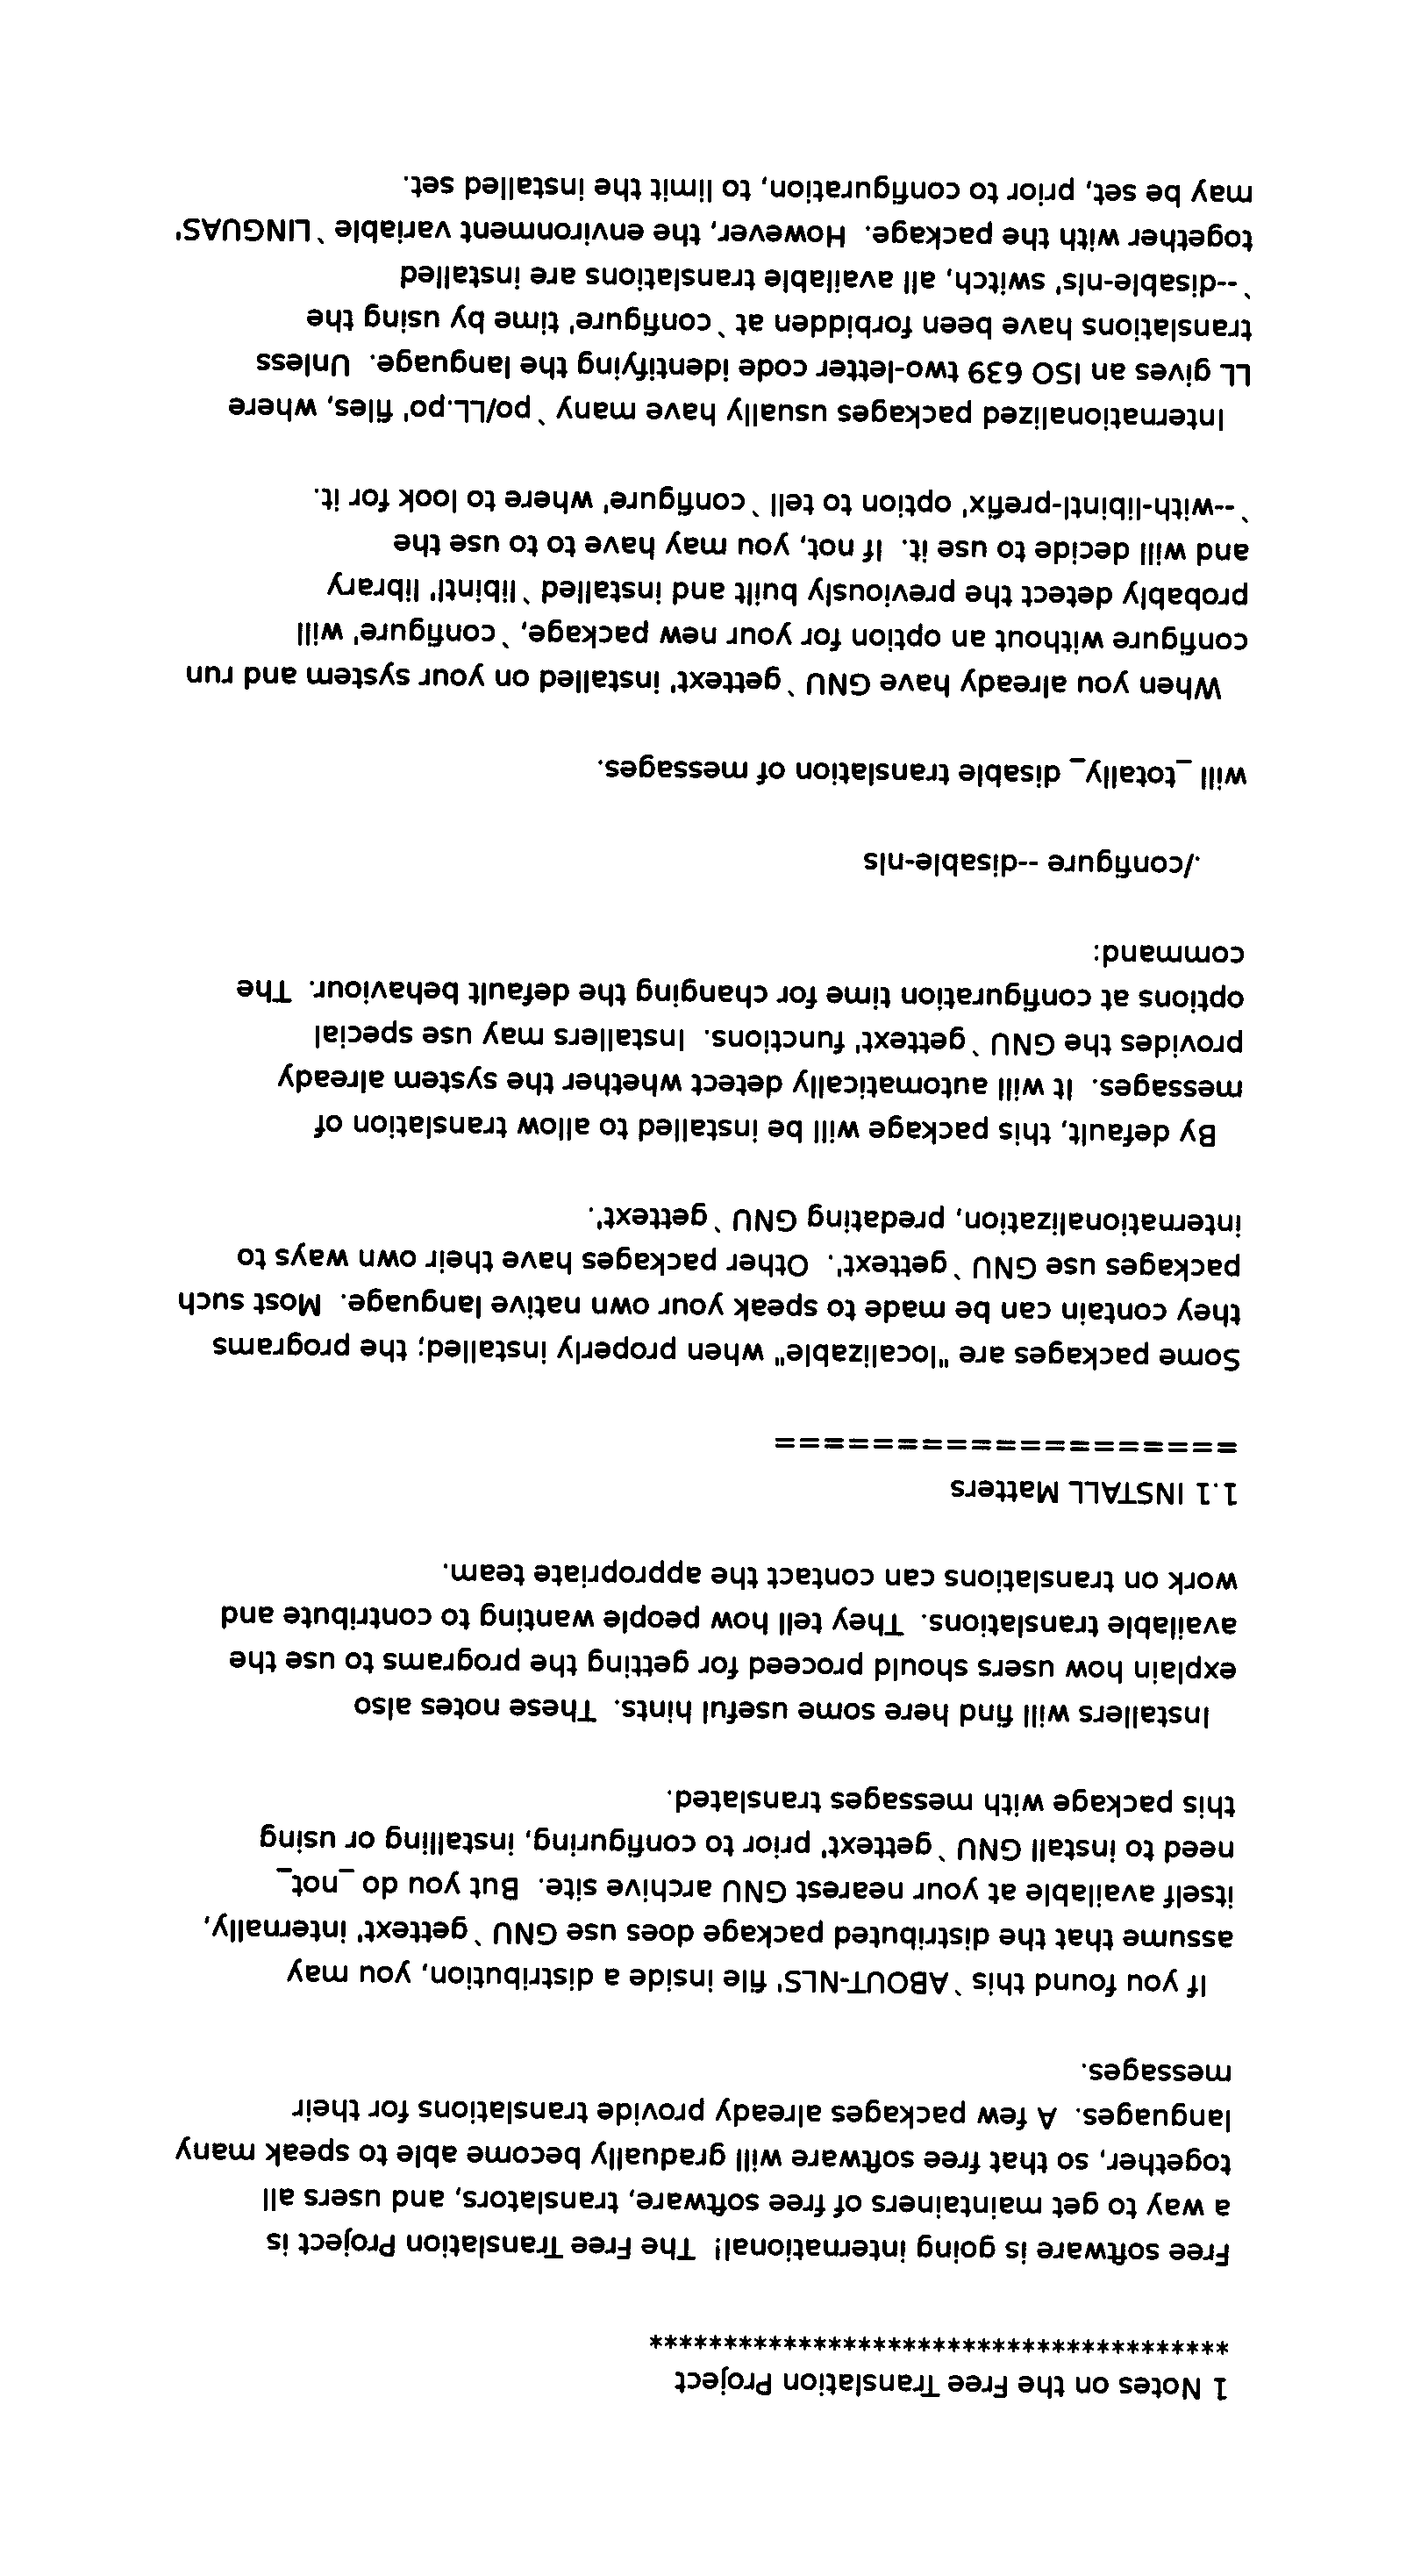 1 Notes on the Free Translation Project
***************************************
Free software is going international!  The Free Translation Project is
a way to get maintainers of free software, translators, and users all
together, so that free software will gradually become able to speak many
languages.  A few packages already provide translations for their
messages.
If you found this `ABOUT-NLS' file inside a distribution, you may
assume that the distributed package does use GNU `gettext' internally,
itself available at your nearest GNU archive site.  But you do _not_
need to install GNU `gettext' prior to configuring, installing or using
this package with messages translated.
Installers will find here some useful hints.  These notes also
explain how users should proceed for getting the programs to use the
available translations.  They tell how people wanting to contribute and
work on translations can contact the appropriate team.
1.1 INSTALL Matters
===================
Some packages are "localizable" when properly installed; the programs
they contain can be made to speak your own native language.  Most such
packages use GNU `gettext'.  Other packages have their own ways to
internationalization, predating GNU `gettext'.
By default, this package will be installed to allow translation of
messages.  It will automatically detect whether the system already
provides the GNU `gettext' functions.  Installers may use special
options at configuration time for changing the default behaviour.  The
command:
./configure --disable-nls
will _totally_ disable translation of messages.
When you already have GNU `gettext' installed on your system and run
configure without an option for your new package, `configure' will
probably detect the previously built and installed `libintl' library
and will decide to use it.  If not, you may have to to use the
`--with-libintl-prefix' option to tell `configure' where to look for it.
Internationalized packages usually have many `po/LL.po' files, where
LL gives an ISO 639 two-letter code identifying the language.  Unless
translations have been forbidden at `configure' time by using the
`--disable-nls' switch, all available translations are installed
together with the package.  However, the environment variable `LINGUAS'
may be set, prior to configuration, to limit the installed set.